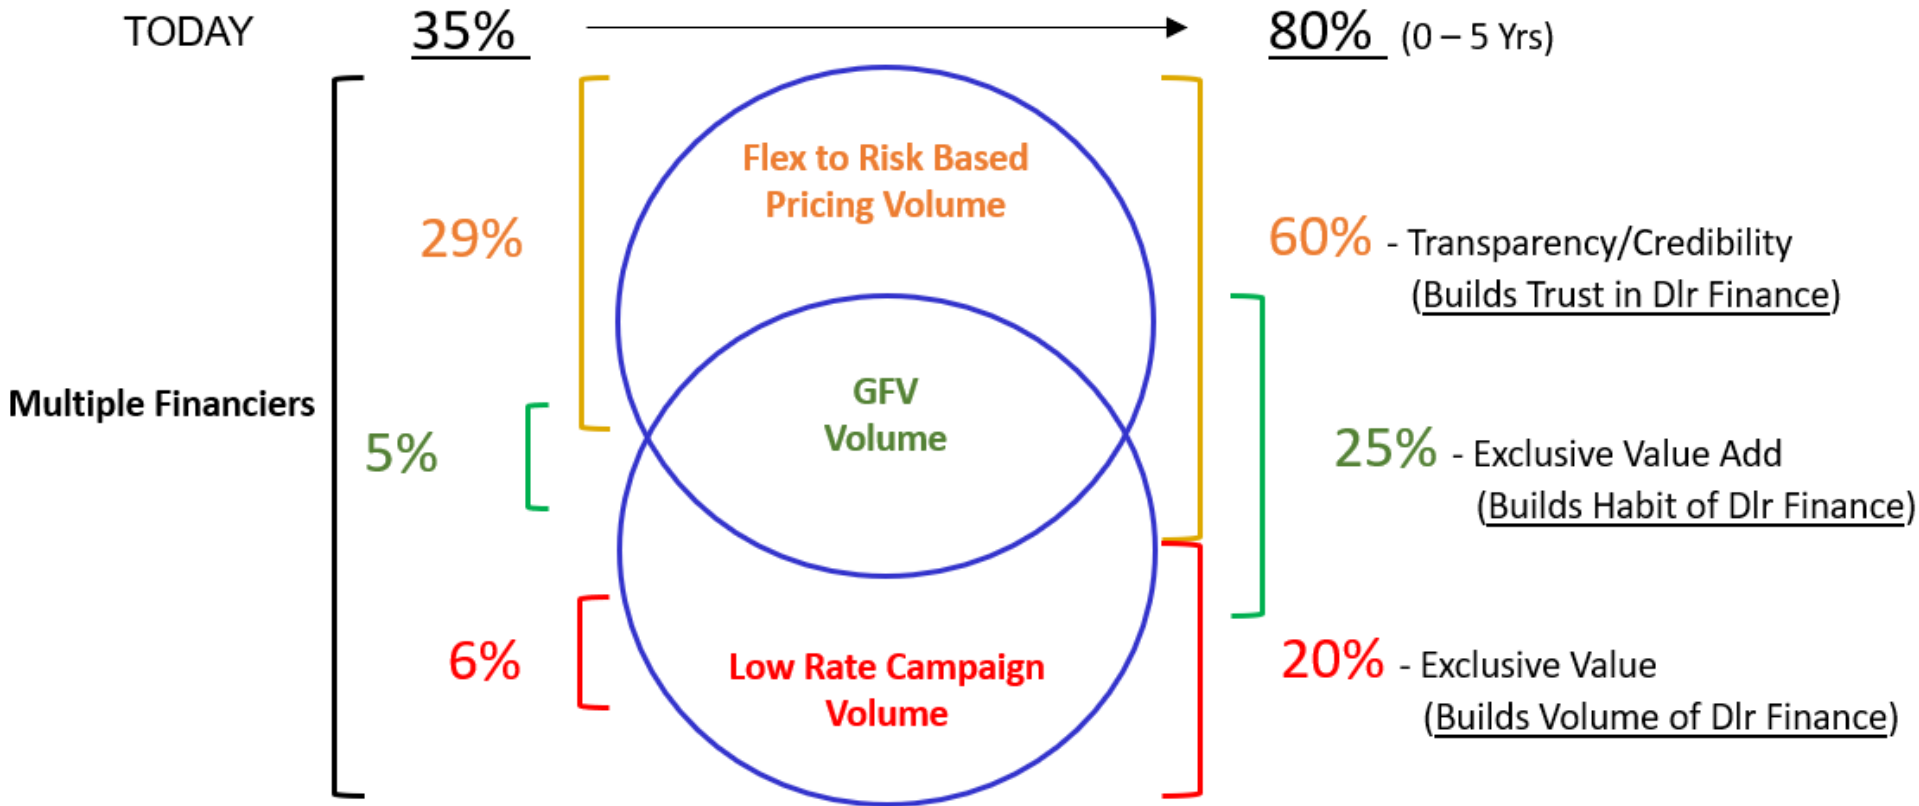 TODAY 35% 80% (0 – 5 Yrs)
Flex to Risk Based
Pricing Volume
29%
60% - Transparency/Credibility
(Builds Trust in Dlr Finance)
Multiple Financiers
GFV
Volume
5%
25% - Exclusive Value Add
(Builds Habit of Dlr Finance)
6%
Low Rate Campaign
Volume
20% - Exclusive Value
(Builds Volume of Dlr Finance)